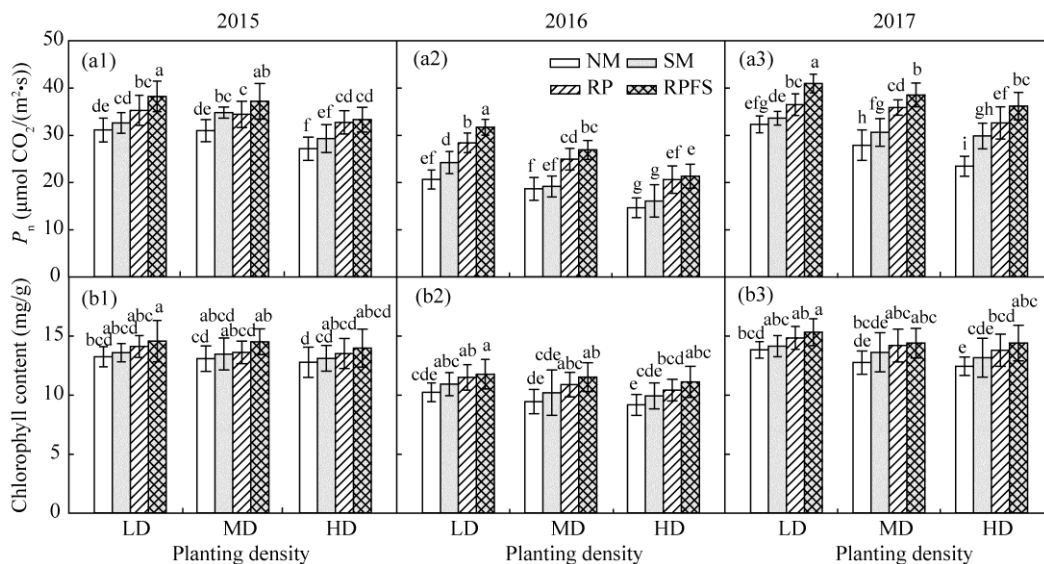 2015 2016 2017
50
40
30
20
10
0
Pn (μmol CO2/(m²•s))
(a1)
de cd bc a
de bc c ab
f ef cd cd
(a2)
NM SM
RP RPFS
ef d b a
f f cd bc
g g ef e
(a3)
efg de bc a
h fg cd b
i gh ef bc
15
10
5
0
Chlorophyll content (mg/g)
(b1)
bcd abcd abcd a
cd abcd abcd ab
d cd abcd abcd
(b2)
cde abc ab a
de cde abc ab
e cde bcd abc
(b3)
bcd abc ab a
de bcde abc abc
e cde bcd abc
LD MD HD LD MD HD LD MD HD
Planting density Planting density Planting density